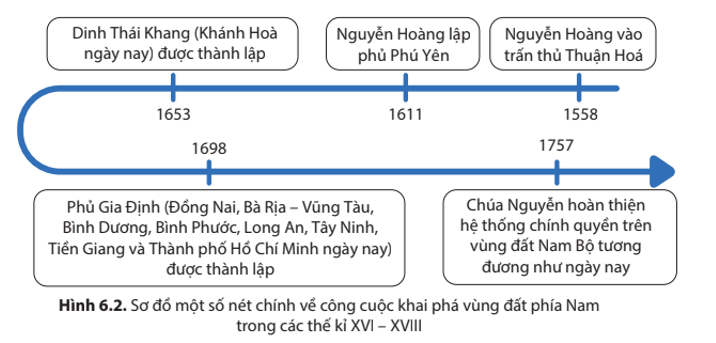 Dinh Thái Khang (Khánh Hoà
ngày nay) được thành lập
Nguyễn Hoàng lập
phủ Phú Yên
Nguyễn Hoàng vào
trấn thủ Thuận Hoá
1653
1611
1558
1698
1757
Phủ Gia Định (Đồng Nai, Bà Rịa – Vũng Tàu,
Bình Dương, Bình Phước, Long An, Tây Ninh,
Tiền Giang và Thành phố Hồ Chí Minh ngày nay)
được thành lập
Chúa Nguyễn hoàn thiện
hệ thống chính quyền trên
vùng đất Nam Bộ tương
đương như ngày nay
Hình 6.2. Sơ đồ một số nét chính về công cuộc khai phá vùng đất phía Nam
trong các thế kỉ XVI – XVIII